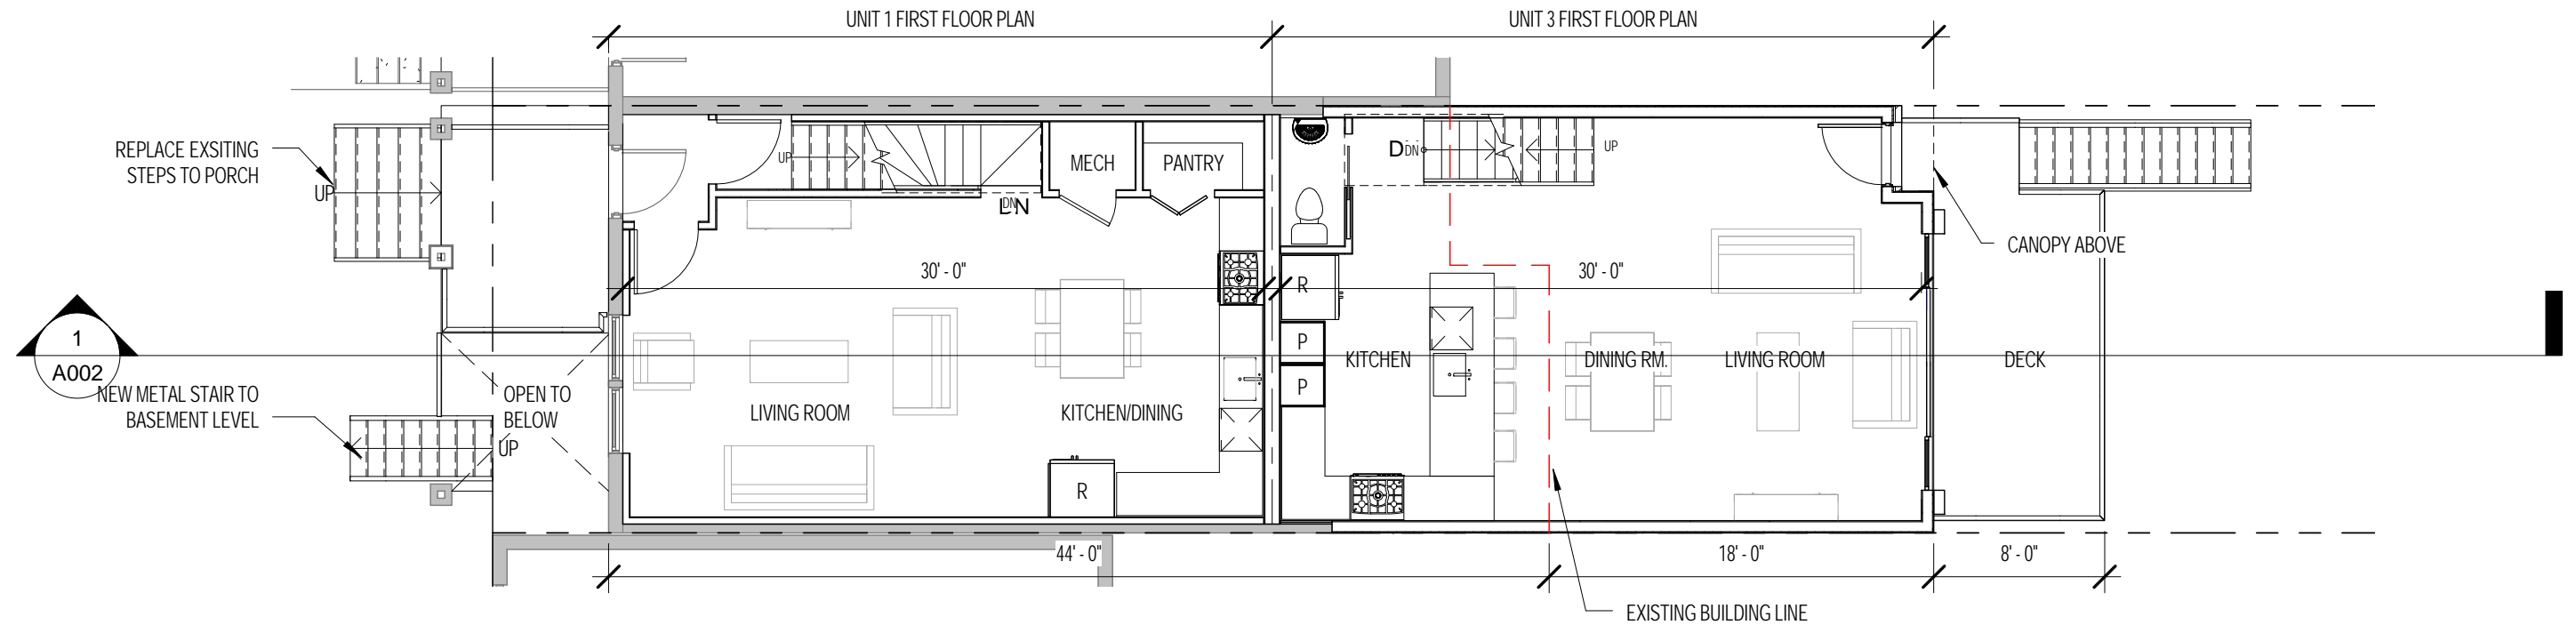 UNIT 1 FIRST FLOOR PLAN
UNIT 3 FIRST FLOOR PLAN
REPLACE EXSITING
STEPS TO PORCH
UP
UP
MECH
PANTRY
DN
DN
UP
CANOPY ABOVE
30' - 0"
30' - 0"
R
1
A002
P
P
KITCHEN
DINING RM.
LIVING ROOM
DECK
NEW METAL STAIR TO
BASEMENT LEVEL
OPEN TO
BELOW
UP
LIVING ROOM
KITCHEN/DINING
R
44' - 0"
18' - 0"
8' - 0"
EXISTING BUILDING LINE